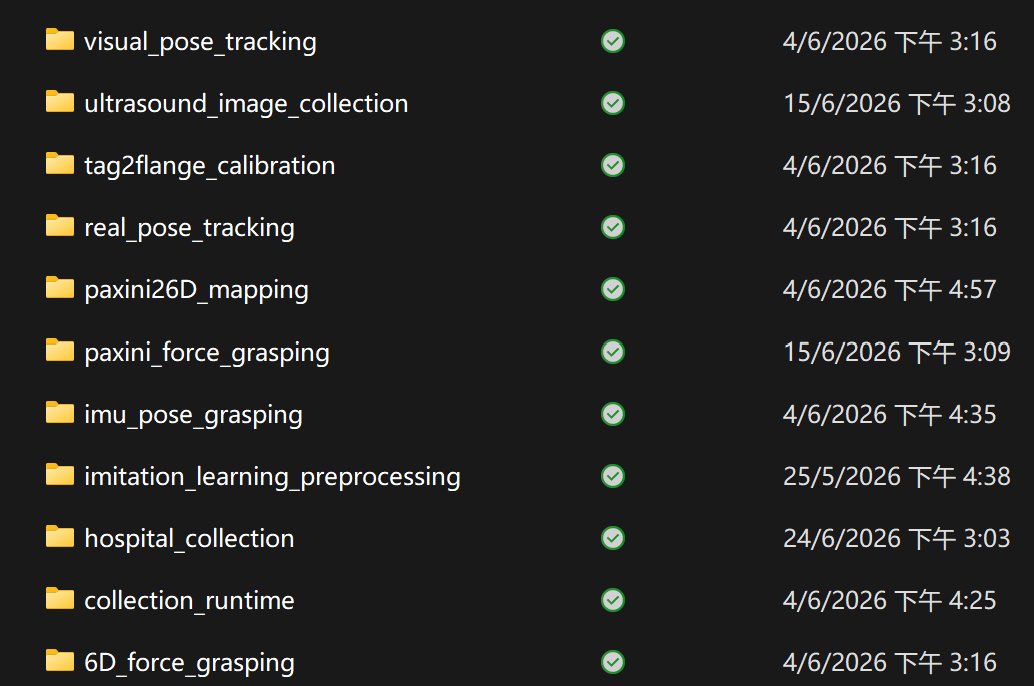 visual_pose_tracking 4/6/2026 下午 3:16
ultrasound_image_collection 15/6/2026 下午 3:08
tag2flange_calibration 4/6/2026 下午 3:16
real_pose_tracking 4/6/2026 下午 3:16
paxini26D_mapping 4/6/2026 下午 4:57
paxini_force_grasping 15/6/2026 下午 3:09
imu_pose_grasping 4/6/2026 下午 4:35
imitation_learning_preprocessing 25/5/2026 下午 4:38
hospital_collection 24/6/2026 下午 3:03
collection_runtime 4/6/2026 下午 4:25
6D_force_grasping 4/6/2026 下午 3:16